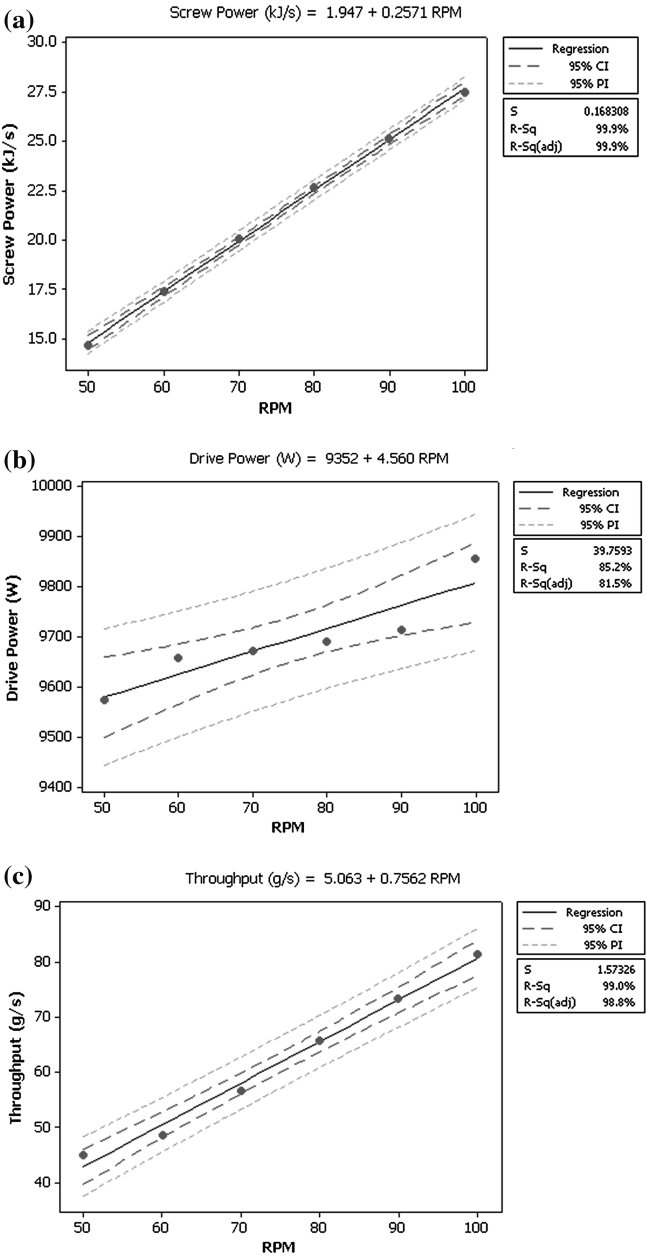 (a)
Screw Power (kJ/s) = 1.947 + 0.2571 RPM
30.0
27.5
25.0
22.5
20.0
17.5
15.0
Screw Power (kJ/s)
50 60 70 80 90 100
RPM
Regression
95% CI
95% PI
S 0.168308
R-Sq 99.9%
R-Sq(adj) 99.9%
(b)
Drive Power (W) = 9352 + 4.560 RPM
10000
9900
9800
9700
9600
9500
9400
Drive Power (W)
50 60 70 80 90 100
RPM
Regression
95% CI
95% PI
S 39.7593
R-Sq 85.2%
R-Sq(adj) 81.5%
(c)
Throughput (g/s) = 5.063 + 0.7562 RPM
90
80
70
60
50
40
Throughput (g/s)
50 60 70 80 90 100
RPM
Regression
95% CI
95% PI
S 1.57326
R-Sq 99.0%
R-Sq(adj) 98.8%